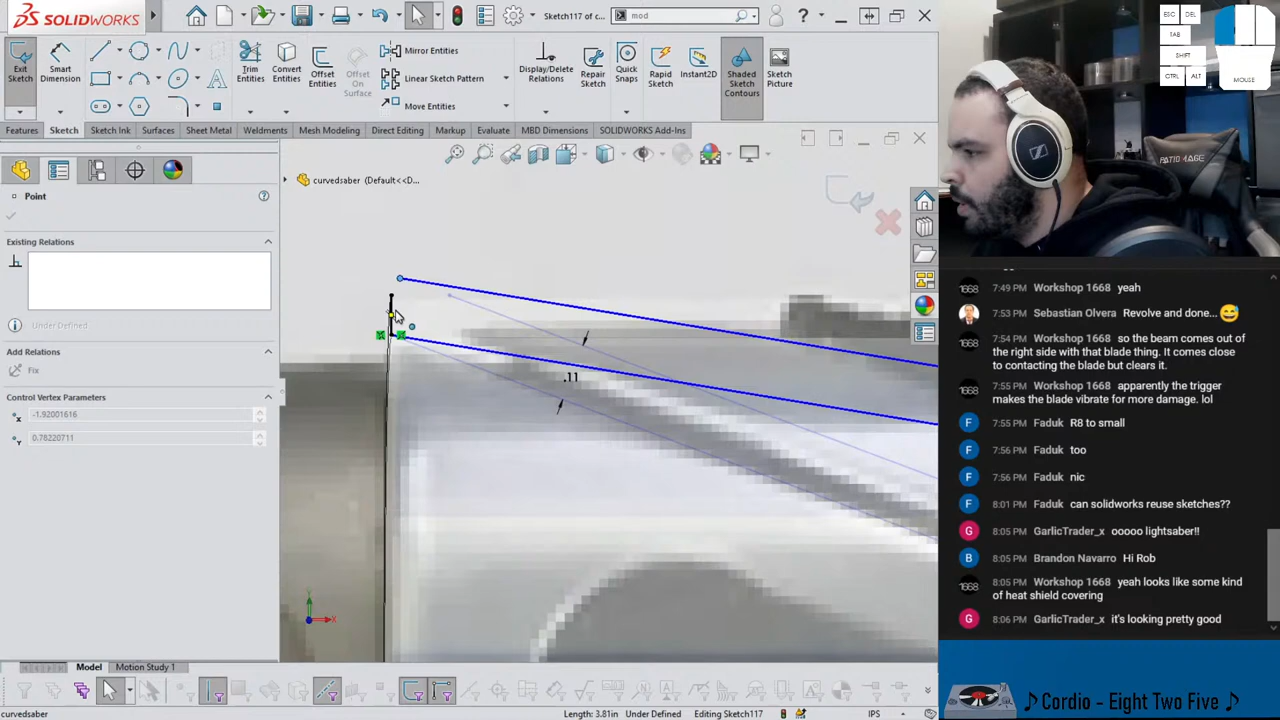 SOLIDWORKS
Sketch117 of c...
mod
ESC
DEL
TAB
SHIFT
CTRL
ALT
MOUSE
Exit Sketch
Smart Dimension
Trim Entities
Convert Entities
Offset Entities
Offset On Surface
Mirror Entities
Linear Sketch Pattern
Move Entities
Display/Delete Relations
Repair Sketch
Quick Snaps
Rapid Sketch
Instant2D
Shaded Sketch Contours
Sketch Picture
Features
Sketch
Sketch Ink
Surfaces
Sheet Metal
Weldments
Mesh Modeling
Direct Editing
Markup
Evaluate
MBD Dimensions
SOLIDWORKS Add-Ins
curvedsaber (Default<<D...
Point
Existing Relations
Under Defined
Add Relations
Fix
Control Vertex Parameters
-1.92001616
0.78220711
.11
Y
X
Model
Motion Study 1
curvedsaber
Length: 3.81in
Under Defined
Editing Sketch117
IPS
PATIO MAGE
7:49 PM Workshop 1668 yeah
7:53 PM Sebastian Olvera Revolve and done...😅
7:54 PM Workshop 1668 so the beam comes out of
the right side with that blade thing. It comes close
to contacting the blade but clears it.
7:55 PM Workshop 1668 apparently the trigger
makes the blade vibrate for more damage. lol
7:55 PM Faduk R8 to small
7:56 PM Faduk too
7:56 PM Faduk nic
8:01 PM Faduk can solidworks reuse sketches??
8:05 PM GarlicTrader_x ooooo lightsaber!!
8:05 PM Brandon Navarro Hi Rob
8:05 PM Workshop 1668 yeah looks like some kind
of heat shield covering
8:06 PM GarlicTrader_x it's looking pretty good
♪ Cordio - Eight Two Five ♪